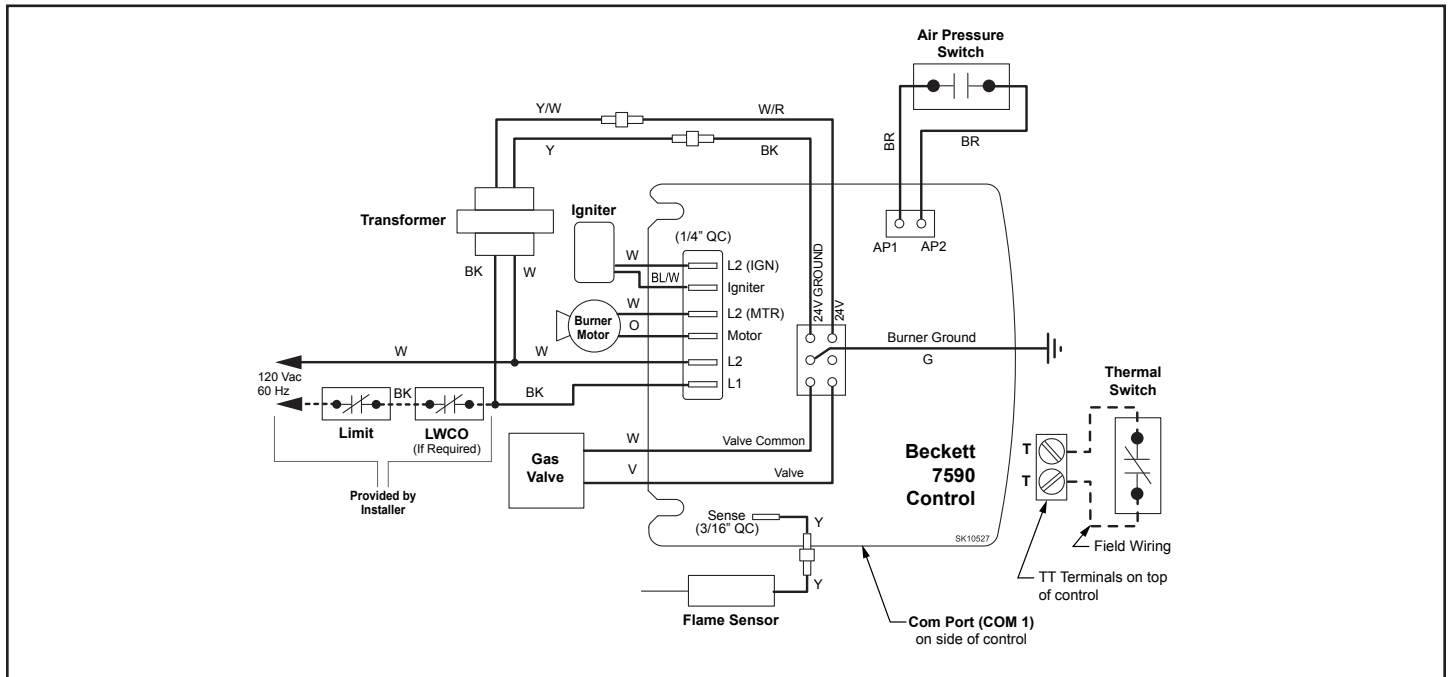 Air Pressure
Switch
Y/W
W/R
Y
BK
BR
BR
Transformer
Igniter
(1/4" QC)
AP1
AP2
BK
W
W
BL/W
L2 (IGN)
Igniter
24V GROUND
24V
W
O
L2 (MTR)
Motor
Burner
Motor
Burner Ground
G
W
W
L2
120 Vac
60 Hz
BK
BK
L1
Thermal
Switch
Limit
LWCO
(If Required)
Gas
Valve
W
Valve Common
V
Valve
Beckett
7590
Control
T
T
Provided by
Installer
Sense
(3/16" QC)
Y
SK10527
Field Wiring
Y
TT Terminals on top
of control
Flame Sensor
Com Port (COM 1)
on side of control